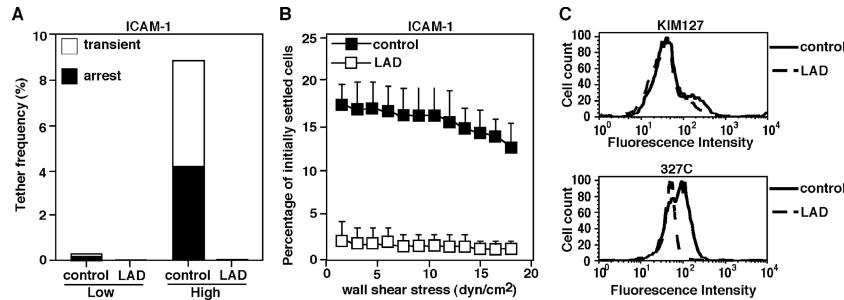 A
ICAM-1
transient
arrest
Tether frequency (%)
10
8
6
4
2
0
control LAD control LAD
Low High
B
ICAM-1
control
LAD
Percentage of initially settled cells
25
20
15
10
5
0
0 5 10 15 20
wall shear stress (dyn/cm2)
C
KIM127
control
LAD
Cell count
100
80
60
40
20
0
10^0 10^1 10^2 10^3 10^4
Fluorescence Intensity
327C
control
LAD
Cell count
100
80
60
40
20
0
10^0 10^1 10^2 10^3 10^4
Fluorescence Intensity